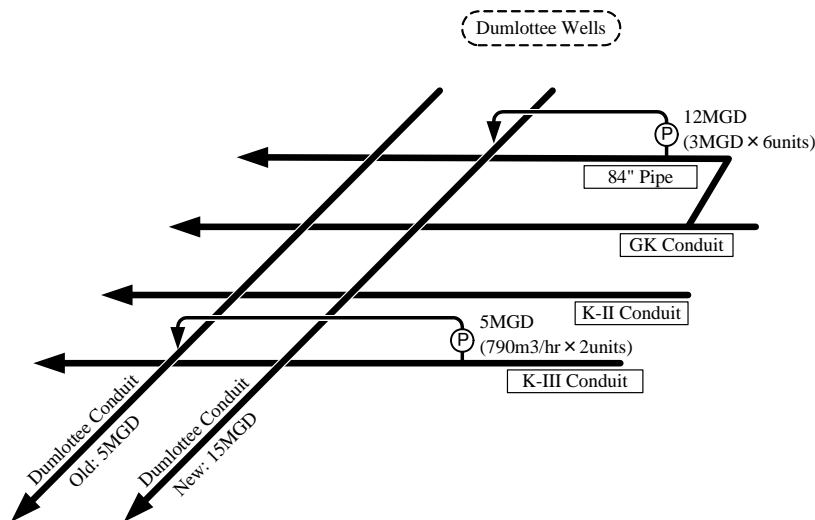 Dumlottee Wells
12MGD
(3MGD×6units)
P
84" Pipe
GK Conduit
K-II Conduit
5MGD
(790m3/hr×2units)
P
K-III Conduit
Dumlottee Conduit
Old: 5MGD
Dumlottee Conduit
New: 15MGD